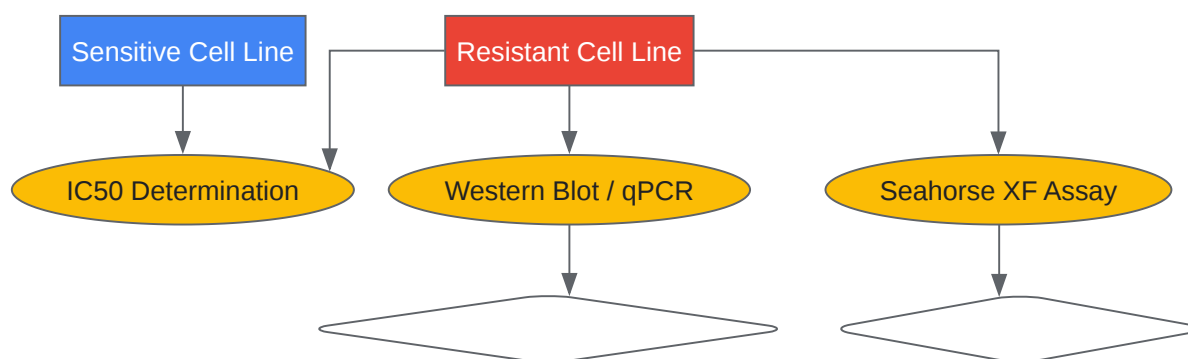 Sensitive Cell Line
Resistant Cell Line
IC50 Determination
Western Blot / qPCR
Seahorse XF Assay